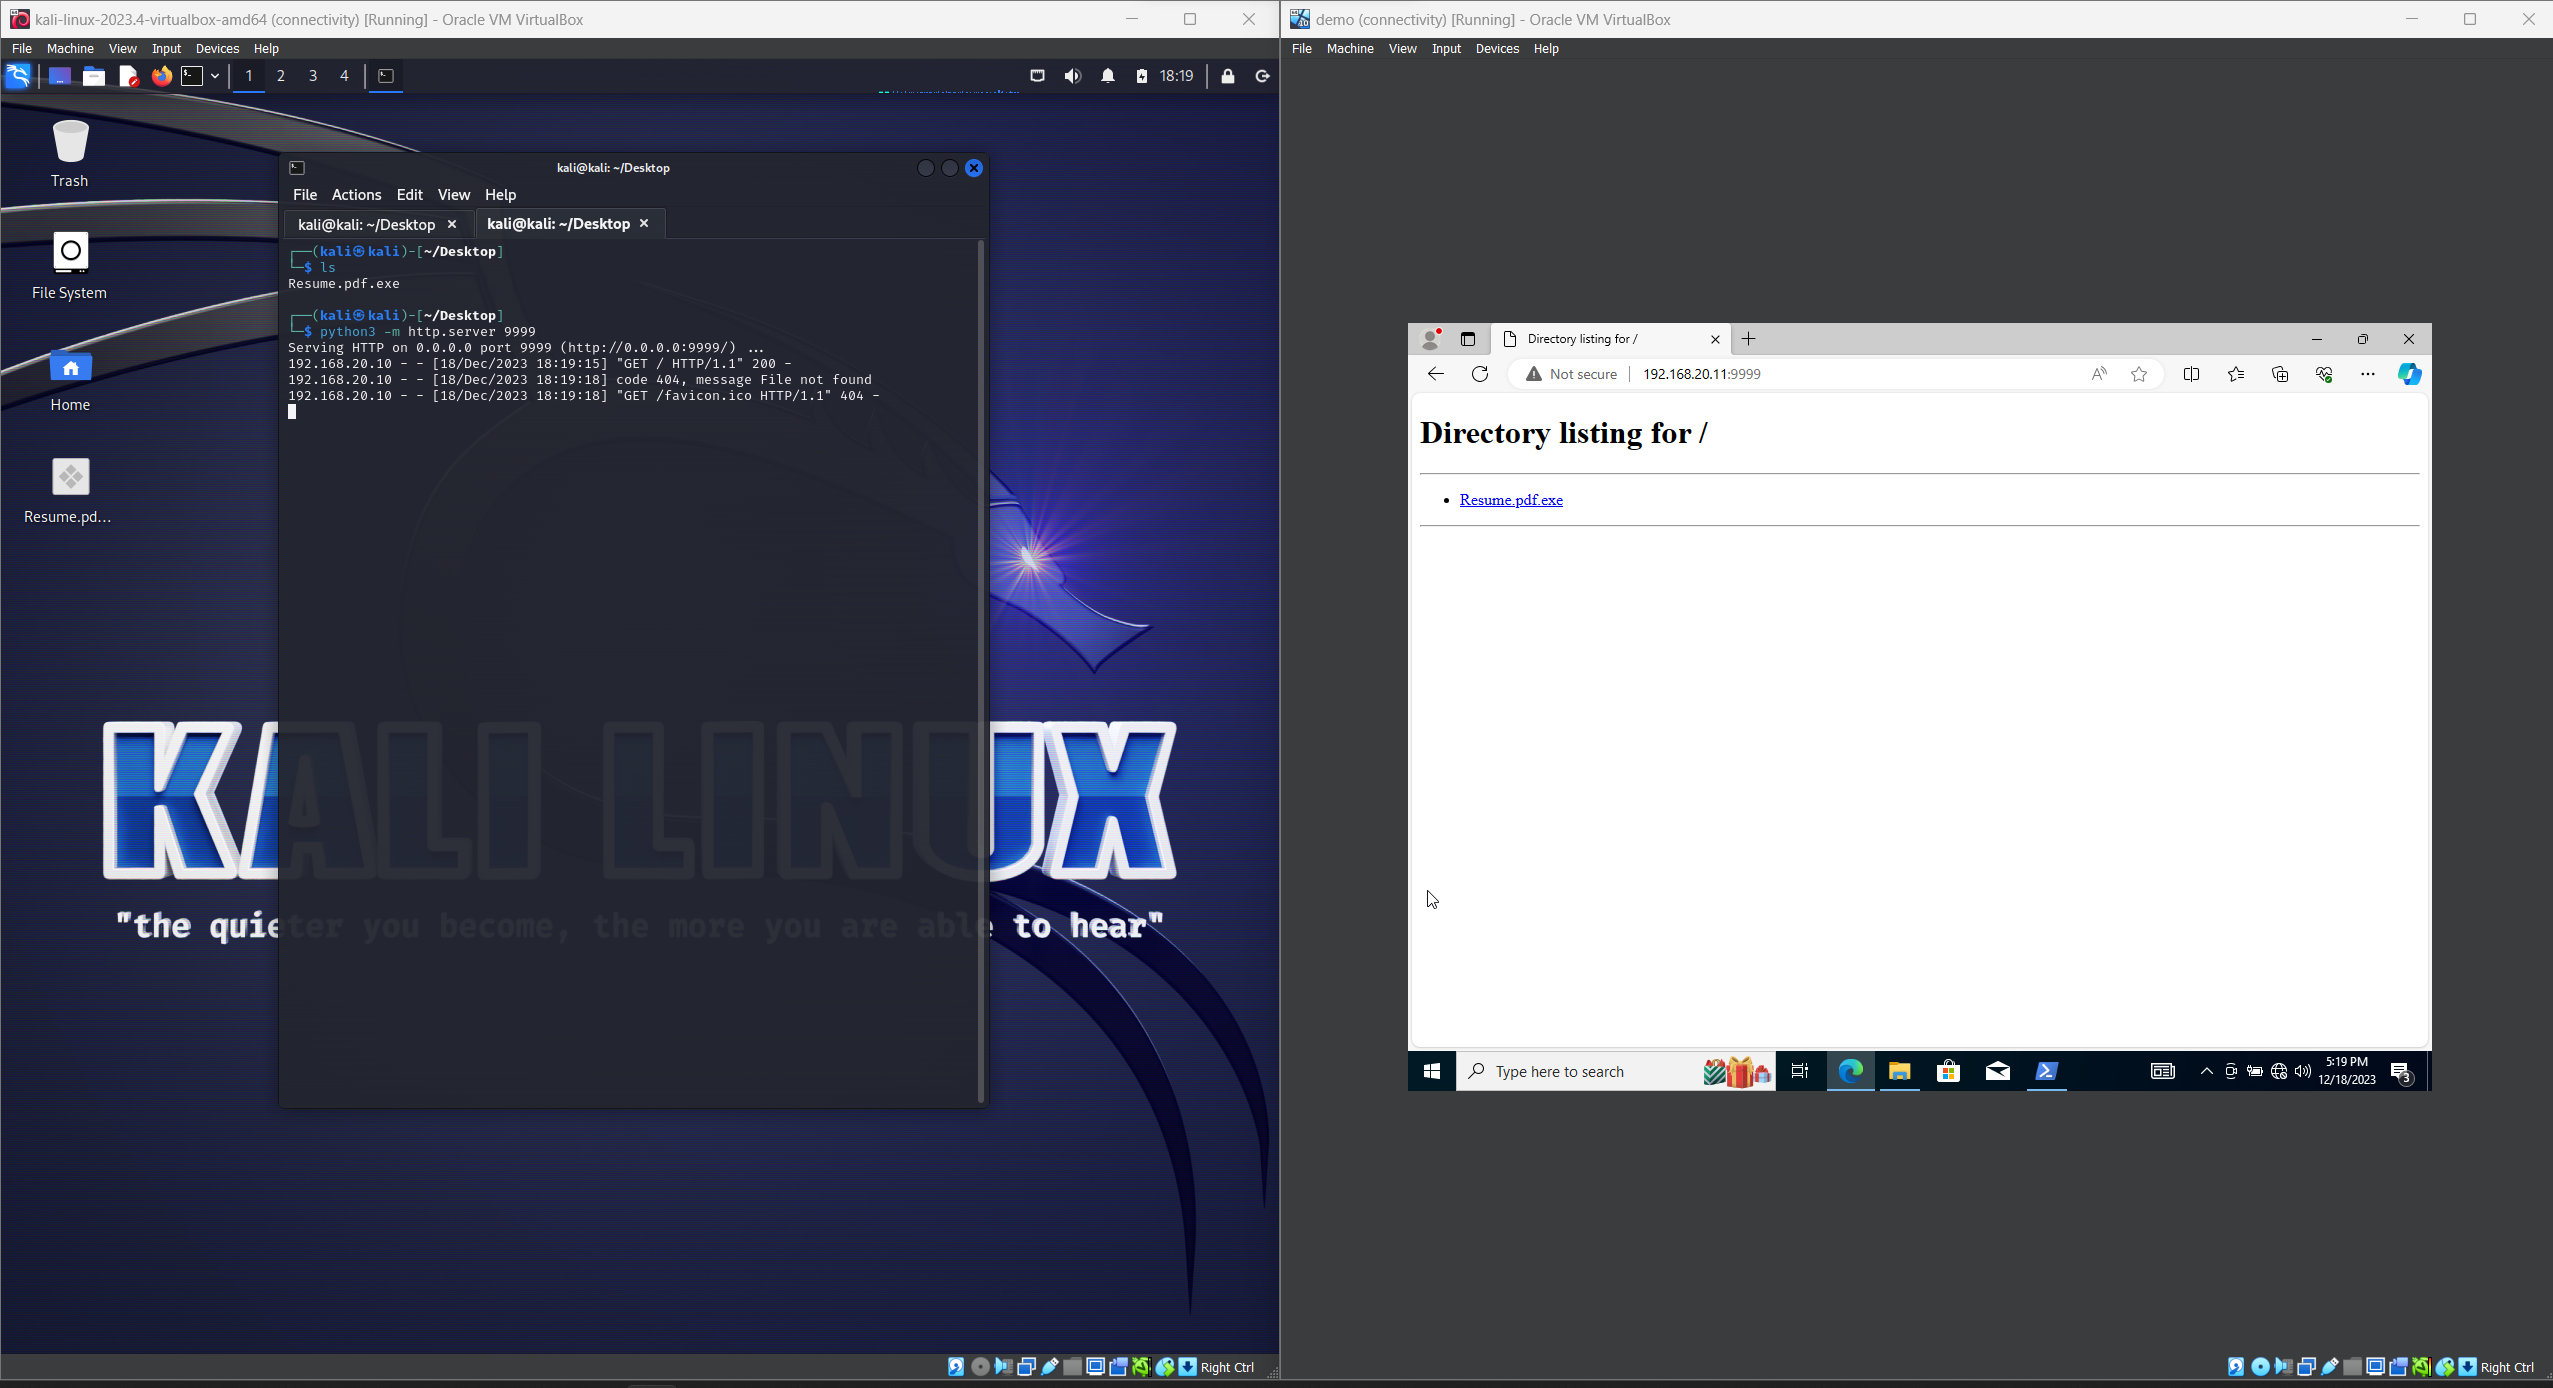 kali-linux-2023.4-virtualbox-amd64 (connectivity) [Running] - Oracle VM VirtualBox
File Machine View Input Devices Help
1 2 3 4 18:19
Trash
File System
Home
Resume.pd...
kali@kali: ~/Desktop
File Actions Edit View Help
kali@kali: ~/Desktop kali@kali: ~/Desktop
┌──(kali㉿kali)-[~/Desktop]
└─$ ls
Resume.pdf.exe
┌──(kali㉿kali)-[~/Desktop]
└─$ python3 -m http.server 9999
Serving HTTP on 0.0.0.0 port 9999 (http://0.0.0.0:9999/) ...
192.168.20.10 - - [18/Dec/2023 18:19:15] "GET / HTTP/1.1" 200 -
192.168.20.10 - - [18/Dec/2023 18:19:18] code 404, message File not found
192.168.20.10 - - [18/Dec/2023 18:19:18] "GET /favicon.ico HTTP/1.1" 404 -
KALI LINUX
"the quieter you become, the more you are able to hear"
Right Ctrl
demo (connectivity) [Running] - Oracle VM VirtualBox
File Machine View Input Devices Help
Directory listing for /
Not secure 192.168.20.11:9999
Directory listing for /
Resume.pdf.exe
Type here to search
5:19 PM
12/18/2023
3
Right Ctrl